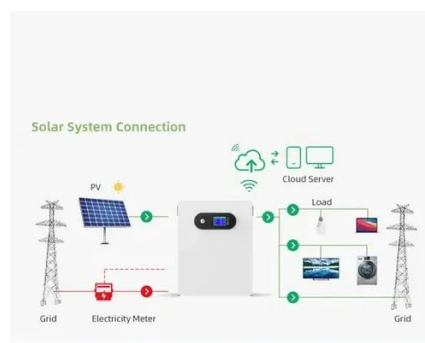 Solar System Connection
PV
Cloud Server
Load
Grid
Electricity Meter
Grid